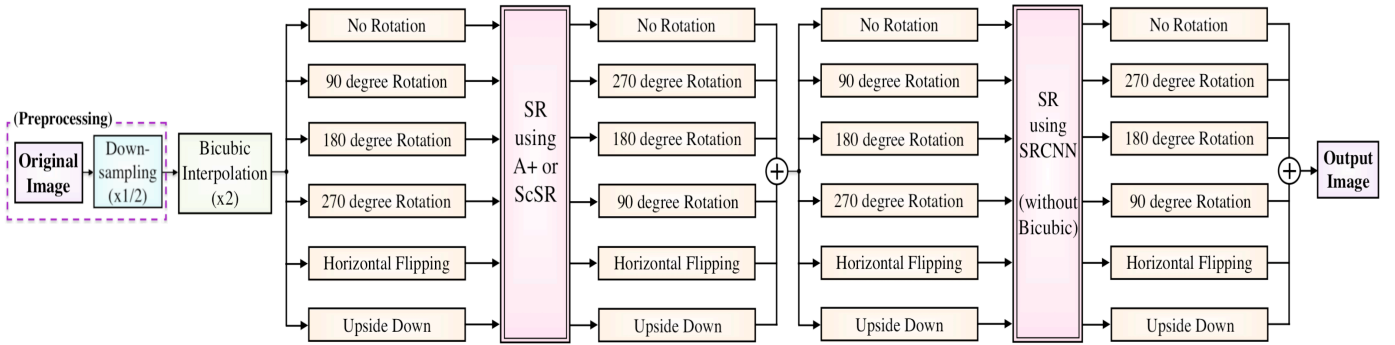 (Preprocessing)
Original
Image
Down-
sampling
(x1/2)
Bicubic
Interpolation
(x2)
No Rotation
90 degree Rotation
180 degree Rotation
270 degree Rotation
Horizontal Flipping
Upside Down
SR
using
A+ or
ScSR
No Rotation
270 degree Rotation
180 degree Rotation
90 degree Rotation
Horizontal Flipping
Upside Down
+
No Rotation
90 degree Rotation
180 degree Rotation
270 degree Rotation
Horizontal Flipping
Upside Down
SR
using
SRCNN
(without
Bicubic)
No Rotation
270 degree Rotation
180 degree Rotation
90 degree Rotation
Horizontal Flipping
Upside Down
+
Output
Image